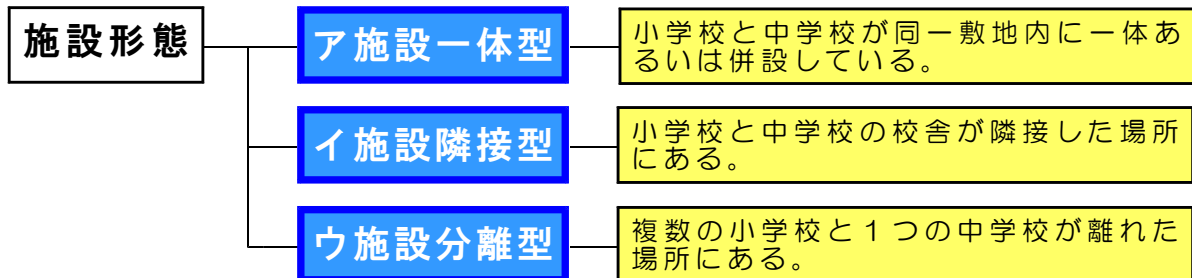 施設形態
ア施設一体型
小学校と中学校が同一敷地内に一体あ
るいは併設している。
イ施設隣接型
小学校と中学校の校舎が隣接した場所
にある。
ウ施設分離型
複数の小学校と１つの中学校が離れた
場所にある。